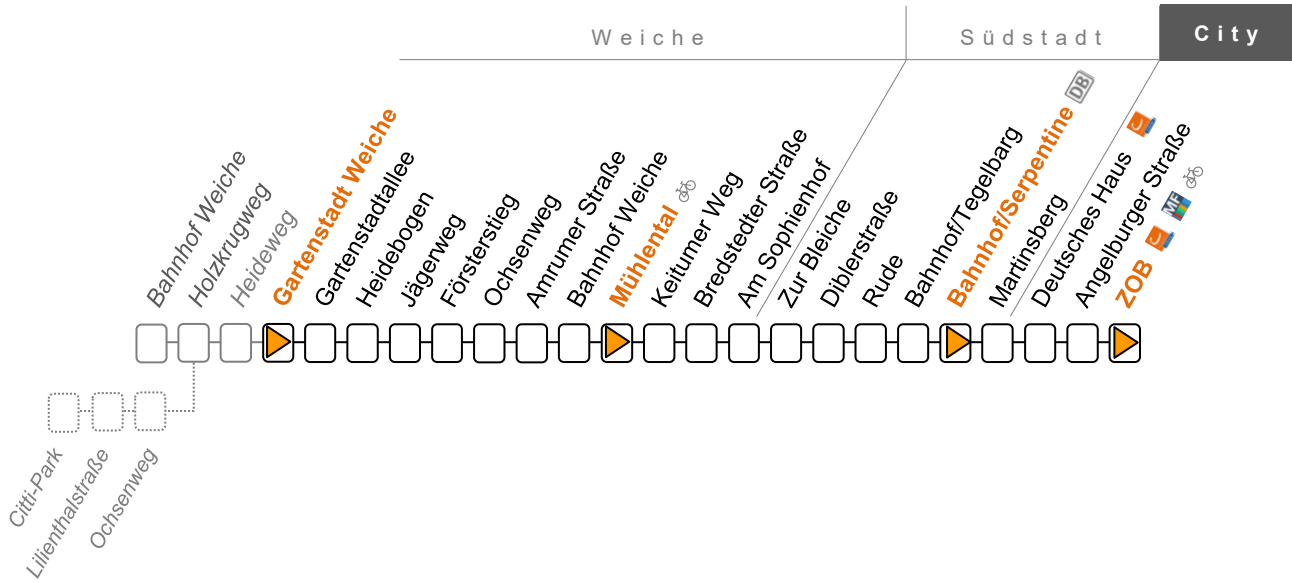 Weiche
Südstadt
City
Bahnhof Weiche
Holzkrugweg
Heideweg
Gartenstadt Weiche
Gartenstadtallee
Heidebogen
Jägerweg
Försterstieg
Ochsenweg
Amrumer Straße
Bahnhof Weiche
Mühlental
Keitumer Weg
Bredstedter Straße
Am Sophienhof
Zur Bleiche
Diblerstraße
Rude
Bahnhof/Tegelbarg
Bahnhof/Serpentine
DB
Martinsberg
Deutsches Haus
Angelburger Straße
ZOB
MF
Citti-Park
Lilienthalstraße
Ochsenweg